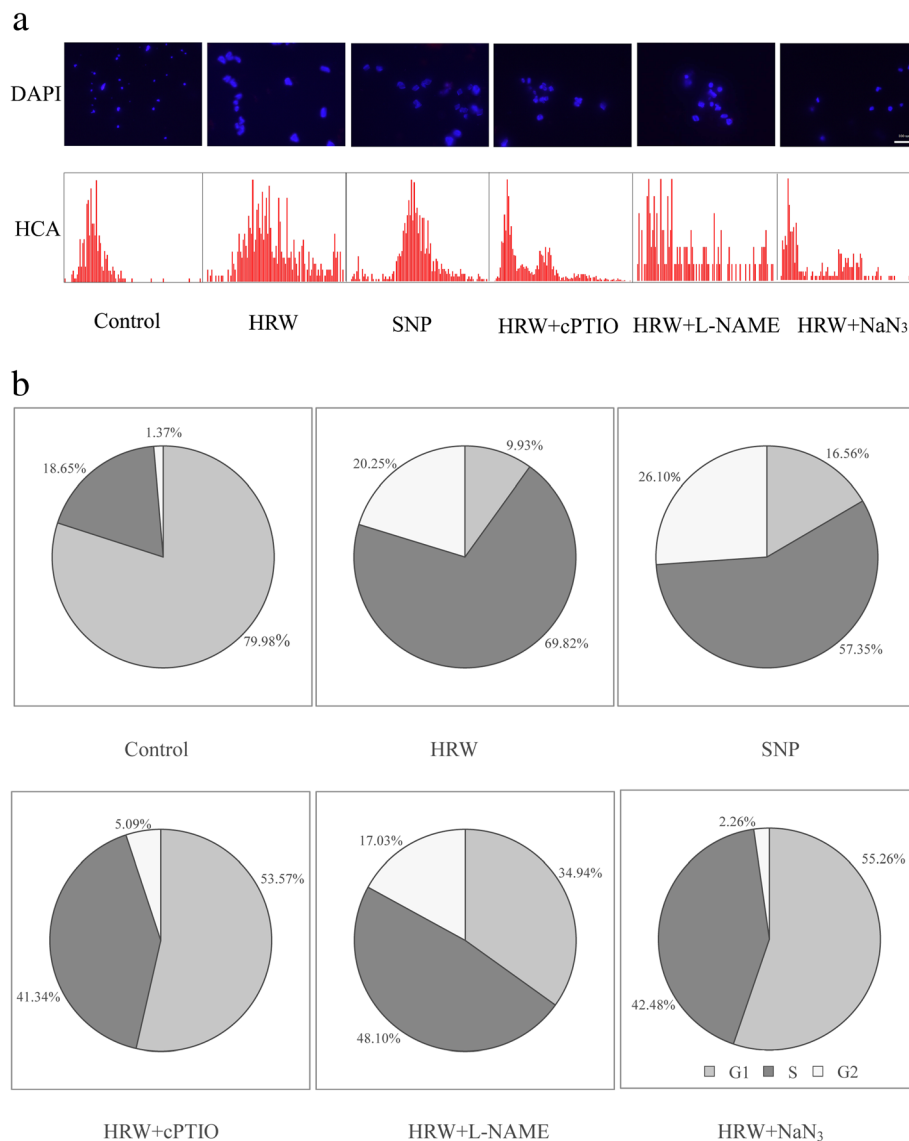 a
DAPI
HCA
Control HRW SNP HRW+cPTIO HRW+L-NAME HRW+NaN₃
b
1.37%
18.65%
79.98%
20.25%
9.93%
69.82%
26.10%
16.56%
57.35%
Control HRW SNP
5.09%
53.57%
41.34%
17.03%
34.94%
48.10%
2.26%
55.26%
42.48%
G1 S G2
HRW+cPTIO HRW+L-NAME HRW+NaN₃